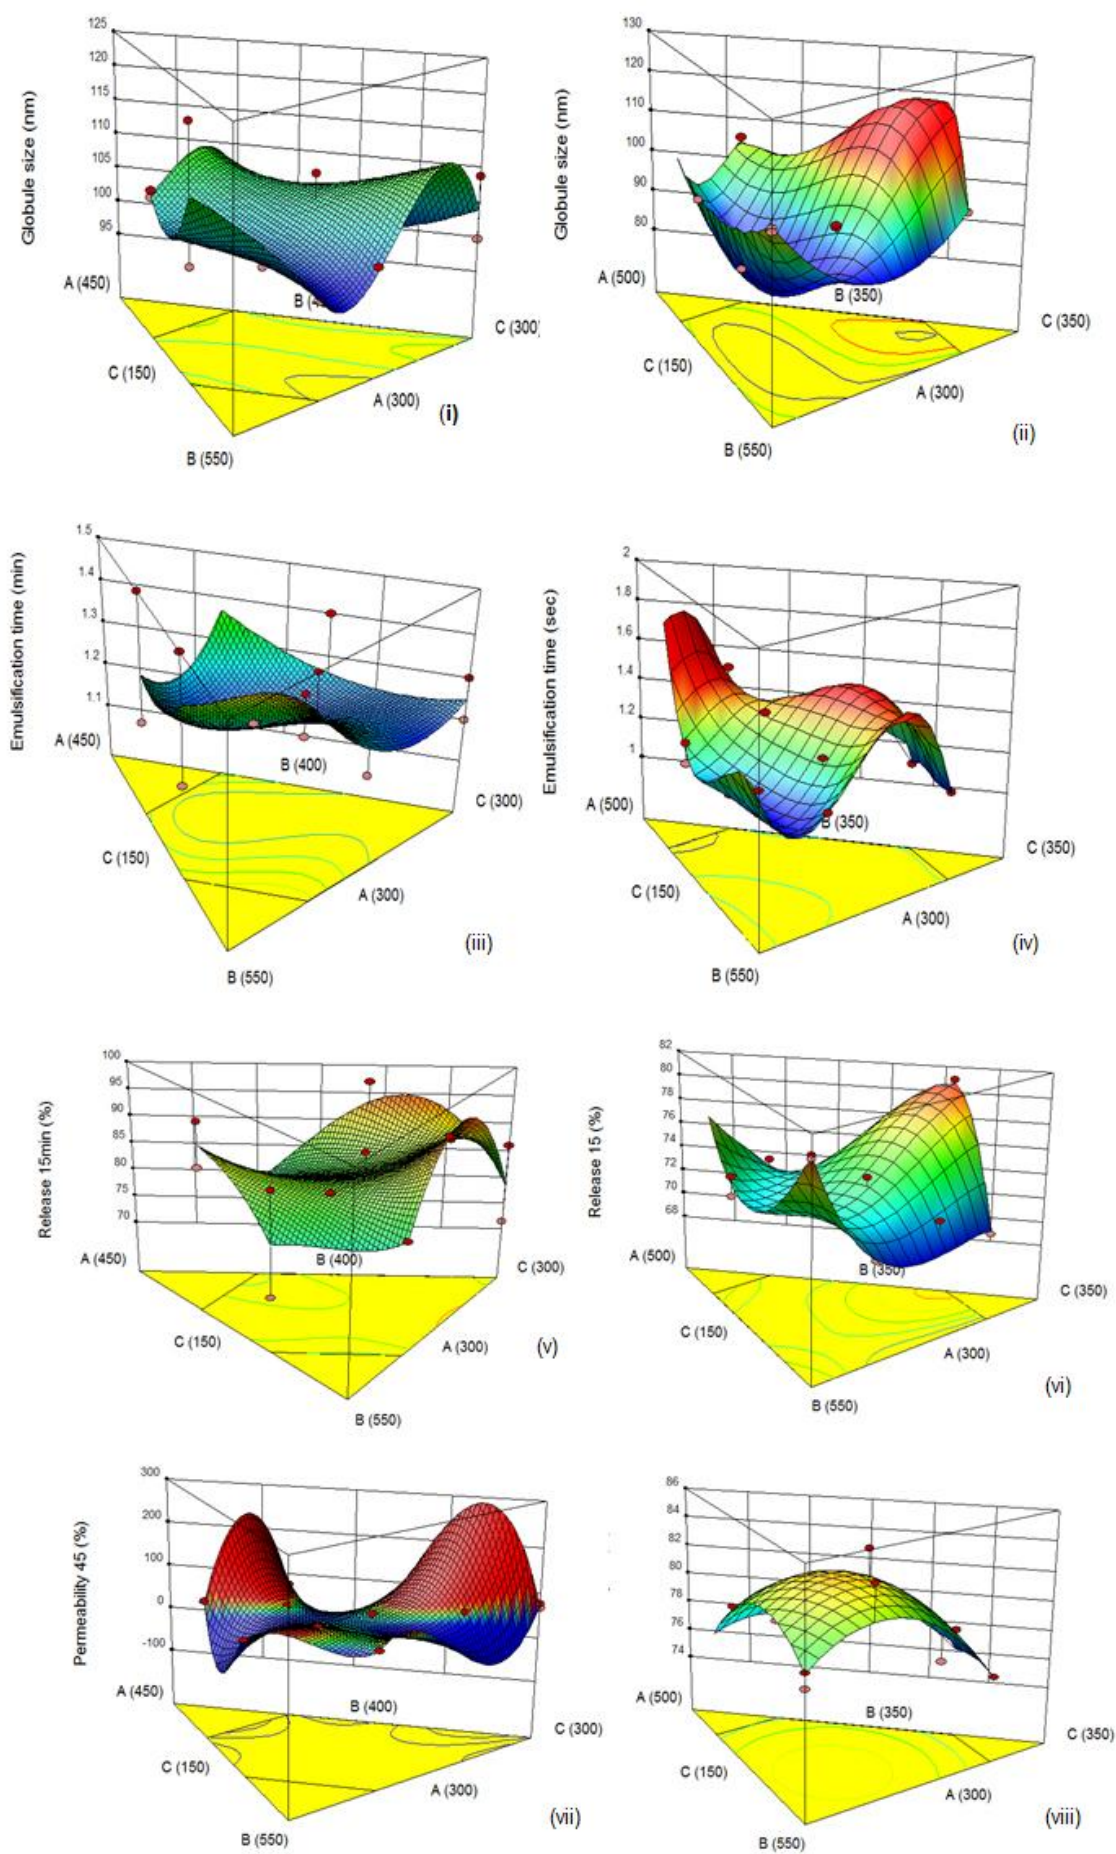 125
120
115
110
105
100
95
Globule size (nm)
A (450)
C (150)
B (550)
A (300)
C (300)
(i)
130
120
110
100
90
80
Globule size (nm)
A (500)
B (350)
C (150)
B (550)
A (300)
C (350)
(ii)
1.5
1.4
1.3
1.2
1.1
Emulsification time (min)
A (450)
B (400)
C (300)
C (150)
A (300)
B (550)
(iii)
2
1.8
1.6
1.4
1.2
1
Emulsification time (sec)
A (500)
B (350)
C (350)
C (150)
A (300)
B (550)
(iv)
100
95
90
85
80
75
70
Release 15min (%)
A (450)
B (400)
C (300)
C (150)
A (300)
B (550)
(v)
82
80
78
76
74
72
70
68
Release 15 (%)
A (500)
B (350)
C (350)
C (150)
A (300)
B (550)
(vi)
300
200
100
0
-100
Permeability 45 (%)
A (450)
B (400)
C (300)
C (150)
A (300)
B (550)
(vii)
86
84
82
80
78
76
74
A (500)
B (350)
C (350)
C (150)
A (300)
B (550)
(viii)